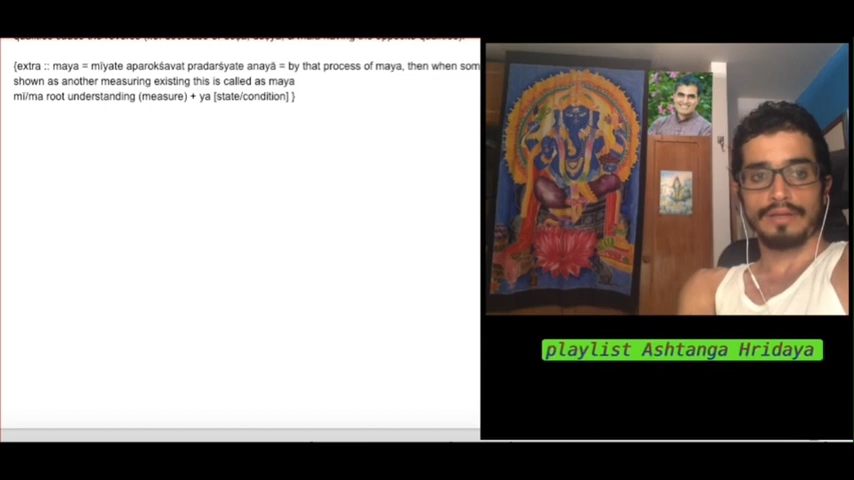 {extra :: maya = mīyate aparokśavat pradarśyate anayā = by that process of maya, then when som
shown as another measuring existing this is called as maya
mī/ma root understanding (measure) + ya [state/condition] }
playlist Ashtanga Hridaya